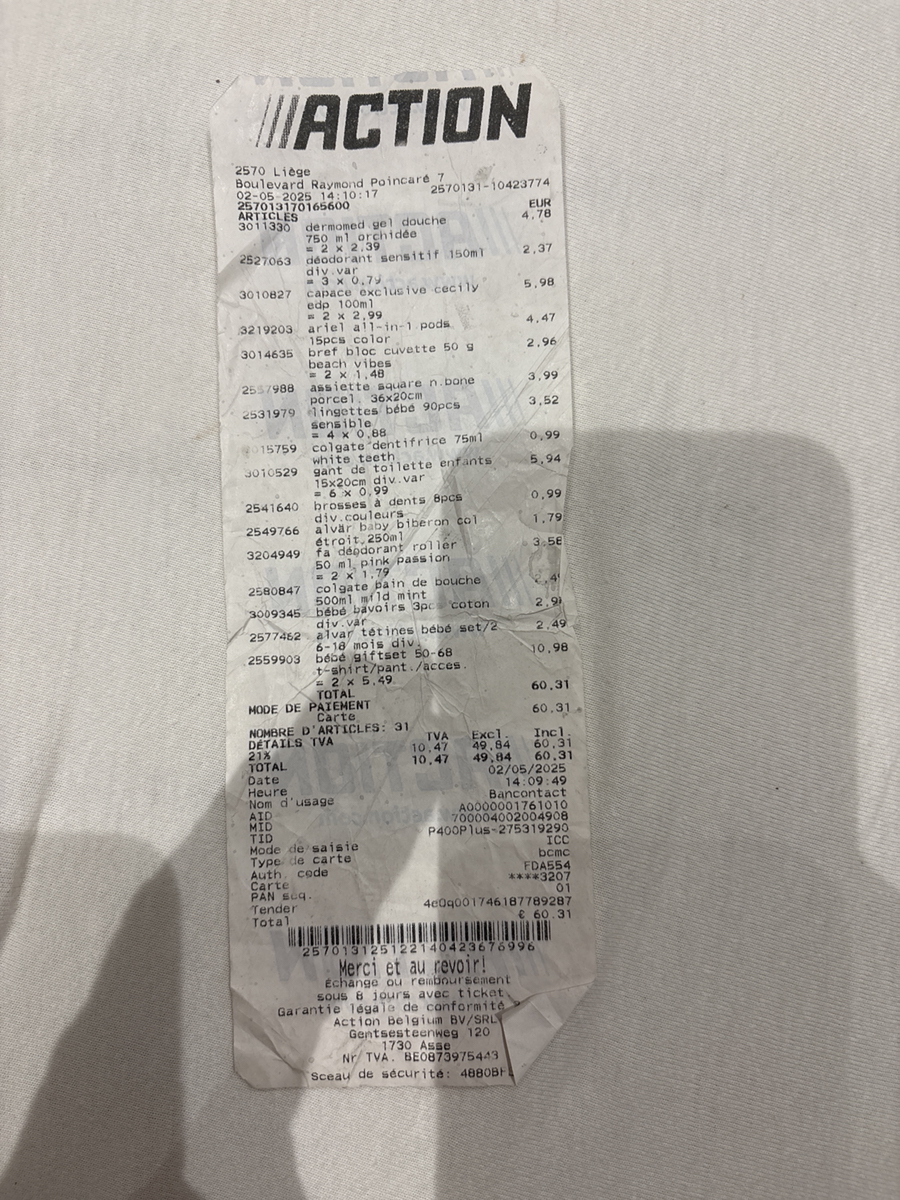 ACTION
2570 Liège
Boulevard Raymond Poincaré 7
02-05-2025 14:10:17 2570131-10423774
257013170165600
ARTICLES EUR
3011330 dermomed gel douche 4,78
750 ml orchidée
= 2 x 2,39
2527063 déodorant sensitif 150ml 2,37
div.var
= 3 x 0,79
3010827 capace exclusive cecily 5,98
edp 100ml
= 2 x 2,99
3219203 ariel all-in-1 pods 4,47
15pcs color
3014635 bref bloc cuvette 50 g 2,96
beach vibes
= 2 x 1,48
assiette square n.bone 3,99
porcel. 36x20cm
2531979 lingettes bébé 90pcs 3,52
sensible
= 4 x 0,88
colgate dentifrice 75ml 0,99
white teeth
3010529 gant de toilette enfants 5,94
15x20cm div.var
= 6 x 0,99
2541640 brosses à dents 8pcs 0,99
div.couleurs
2549766 alvar baby biberon col 1,79
étroit 250ml
3204949 fa déodorant roller 3,58
50 ml pink passion
= 2 x 1,79
2580847 colgate bain de bouche
500ml mild mint
3009345 bébé bavoirs 3pc coton
div.var
2577462 alvar tétines bébé set/2 2,49
6-18 mois div.
2559903 bébé giftset 50-68 10,98
t-shirt/pant./acces.
= 2 x 5,49
TOTAL 60,31
MODE DE PAIEMENT
Carte 60,31
NOMBRE D'ARTICLES: 31
DÉTAILS TVA TVA Excl. Incl.
21% 10,47 49,84 60,31
TOTAL 10,47 49,84 60,31
Date 02/05/2025
Heure 14:09:49
Nom d'usage Bancontact
AID A0000001761010
MID 700004002004908
TID P400Plus-275319290
Mode de saisie ICC
Type de carte bcmc
Auth. code FDA554
Carte ****3207
PAN seq. 01
Tender 4e0q001746187789287
Total € 60.31
2570131251221404236​76996
Merci et au revoir!
Échange ou remboursement
sous 8 jours avec ticket
Garantie légale de conformité
Action Belgium BV/SRL
Gentsesteenweg 120
1730 Asse
Nr TVA. BE0873975443
Sceau de sécurité: